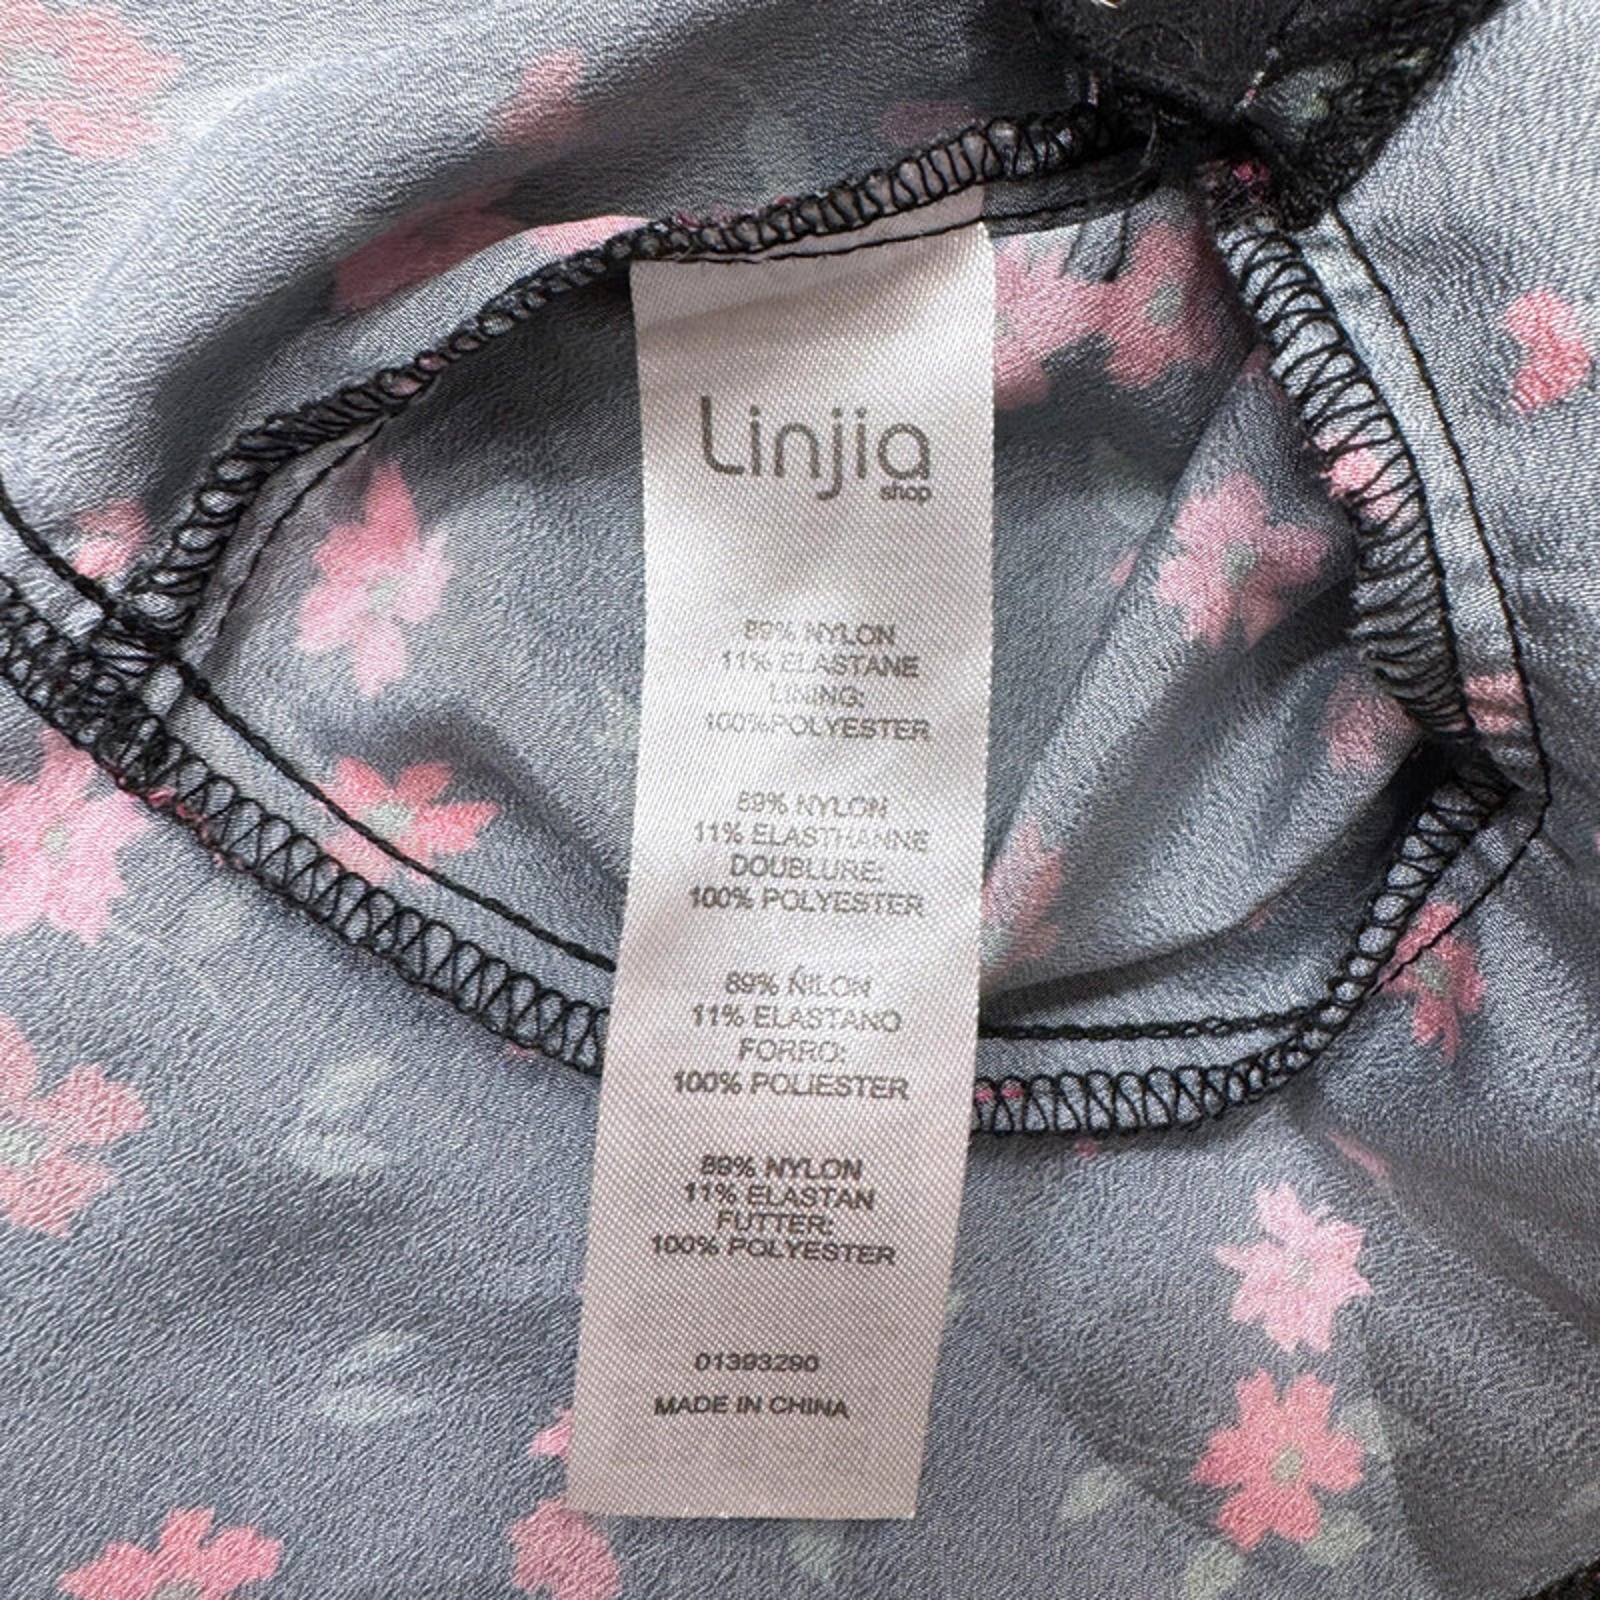 Linjia
shop
89% NYLON
11% ELASTANE
LINING:
100%POLYESTER
89% NYLON
11% ELASTHANNE
DOUBLURE:
100% POLYESTER
89% ÑILON
11% ELASTANO
FORRO:
100% POLIESTER
89% NYLON
11% ELASTAN
FUTTER:
100% POLYESTER
01393290
MADE IN CHINA